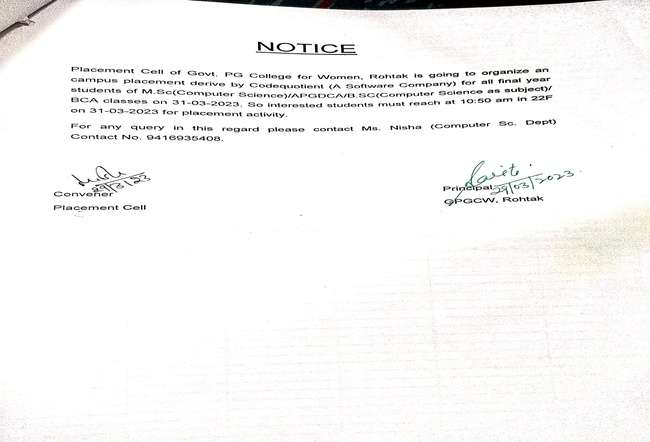 NOTICE
Placement Cell of Govt. PG College for Women, Rohtak is going to organize an
campus placement derive by Codequotient (A Software Company) for all final year
students of M.Sc(Computer Science)/APGDCA/B.SC(Computer Science as subject)/
BCA classes on 31-03-2023. So interested students must reach at 10:50 am in 22F
on 31-03-2023 for placement activity.
For any query in this regard please contact Ms. Nisha (Computer Sc. Dept)
Contact No. 9416935408.
29/3/23
Convener
Placement Cell
Principal 29/03/2023
GPGCW, Rohtak